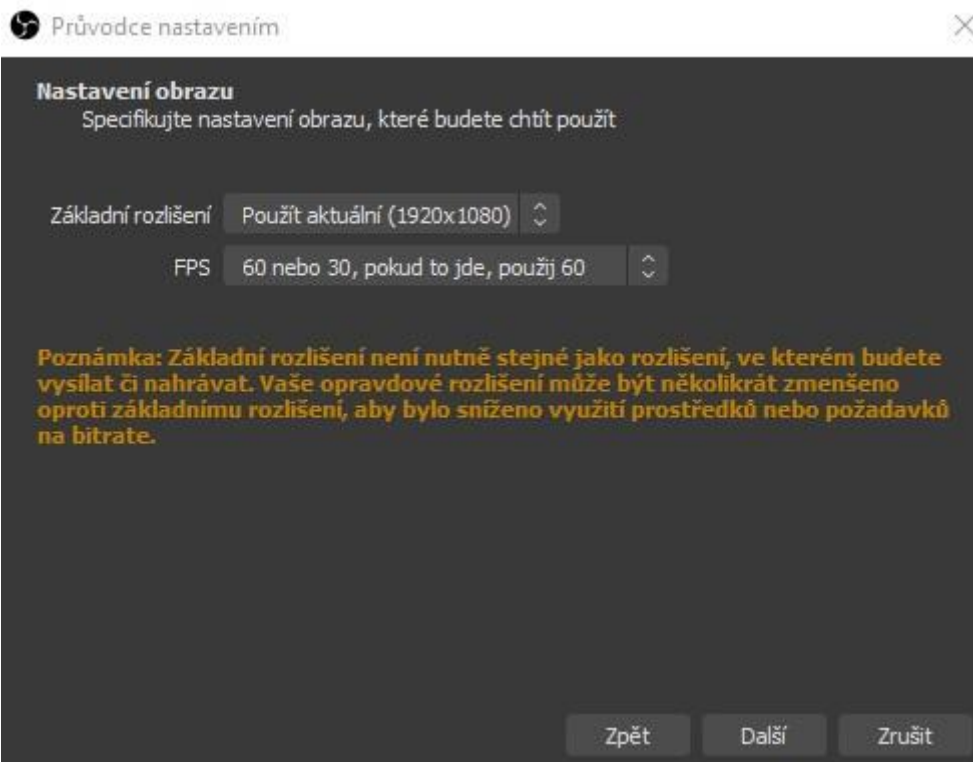 Průvodce nastavením
Nastavení obrazu
Specifikujte nastavení obrazu, které budete chtít použít
Základní rozlišení Použít aktuální (1920x1080)
FPS 60 nebo 30, pokud to jde, použij 60
Poznámka: Základní rozlišení není nutně stejné jako rozlišení, ve kterém budete
vysílat či nahrávat. Vaše opravdové rozlišení může být několikrát zmenšeno
oproti základnímu rozlišení, aby bylo sníženo využití prostředků nebo požadavků
na bitrate.
Zpět Další Zrušit